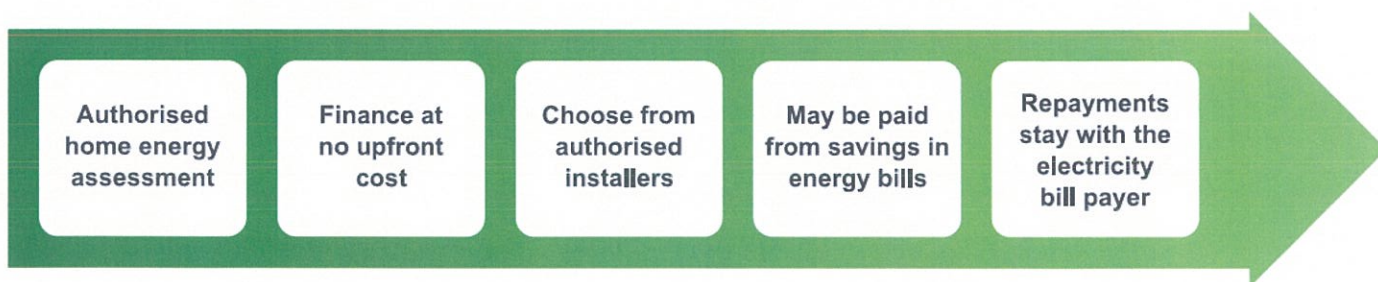 Authorised
home energy
assessment
Finance at
no upfront
cost
Choose from
authorised
installers
May be paid
from savings in
energy bills
Repayments
stay with the
electricity
bill payer